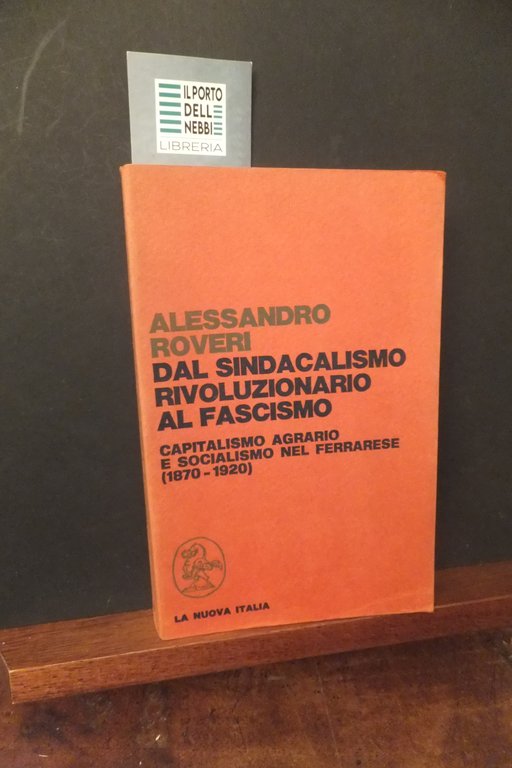 IL PORTO
DELL
NEBBI
LIBRERIA
ALESSANDRO
ROVERI
DAL SINDACALISMO
RIVOLUZIONARIO
AL FASCISMO
CAPITALISMO AGRARIO
E SOCIALISMO NEL FERRARESE
(1870-1920)
LA NUOVA ITALIA